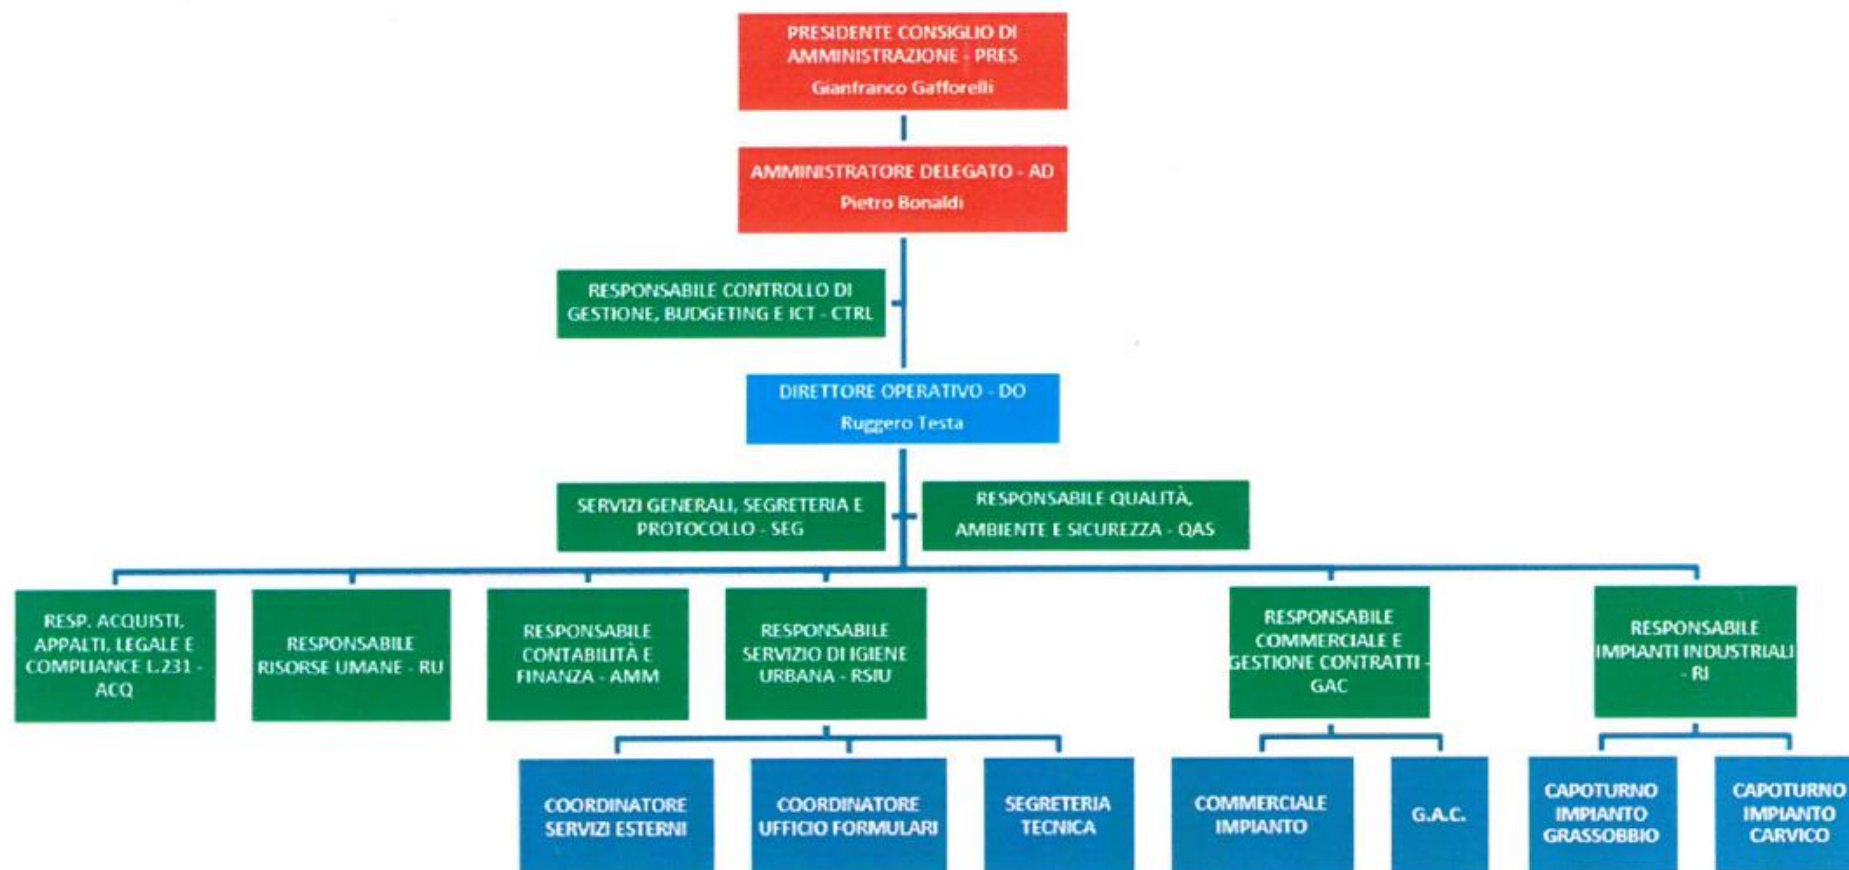 PRESIDENTE CONSIGLIO DI
AMMINISTRAZIONE - PRES
Gianfranco Gafforelli
AMMINISTRATORE DELEGATO - AD
Pietro Bonaldi
RESPONSABILE CONTROLLO DI
GESTIONE, BUDGETING E ICT - CTRL
DIRETTORE OPERATIVO - DO
Ruggero Testa
SERVIZI GENERALI, SEGRETERIA E
PROTOCOLLO - SEG
RESPONSABILE QUALITÀ,
AMBIENTE E SICUREZZA - QAS
RESP. ACQUISTI,
APPALTI, LEGALE E
COMPLIANCE L.231 -
ACQ
RESPONSABILE
RISORSE UMANE - RU
RESPONSABILE
CONTABILITÀ E
FINANZA - AMM
RESPONSABILE
SERVIZIO DI IGIENE
URBANA - RSIU
RESPONSABILE
COMMERCIALE E
GESTIONE CONTRATTI -
GAC
RESPONSABILE
IMPIANTI INDUSTRIALI
- RI
COORDINATORE
SERVIZI ESTERNI
COORDINATORE
UFFICIO FORMULARI
SEGRETERIA
TECNICA
COMMERCIALE
IMPIANTO
G.A.C.
CAPOTURNO
IMPIANTO
GRASSOBBIO
CAPOTURNO
IMPIANTO
CARVICO